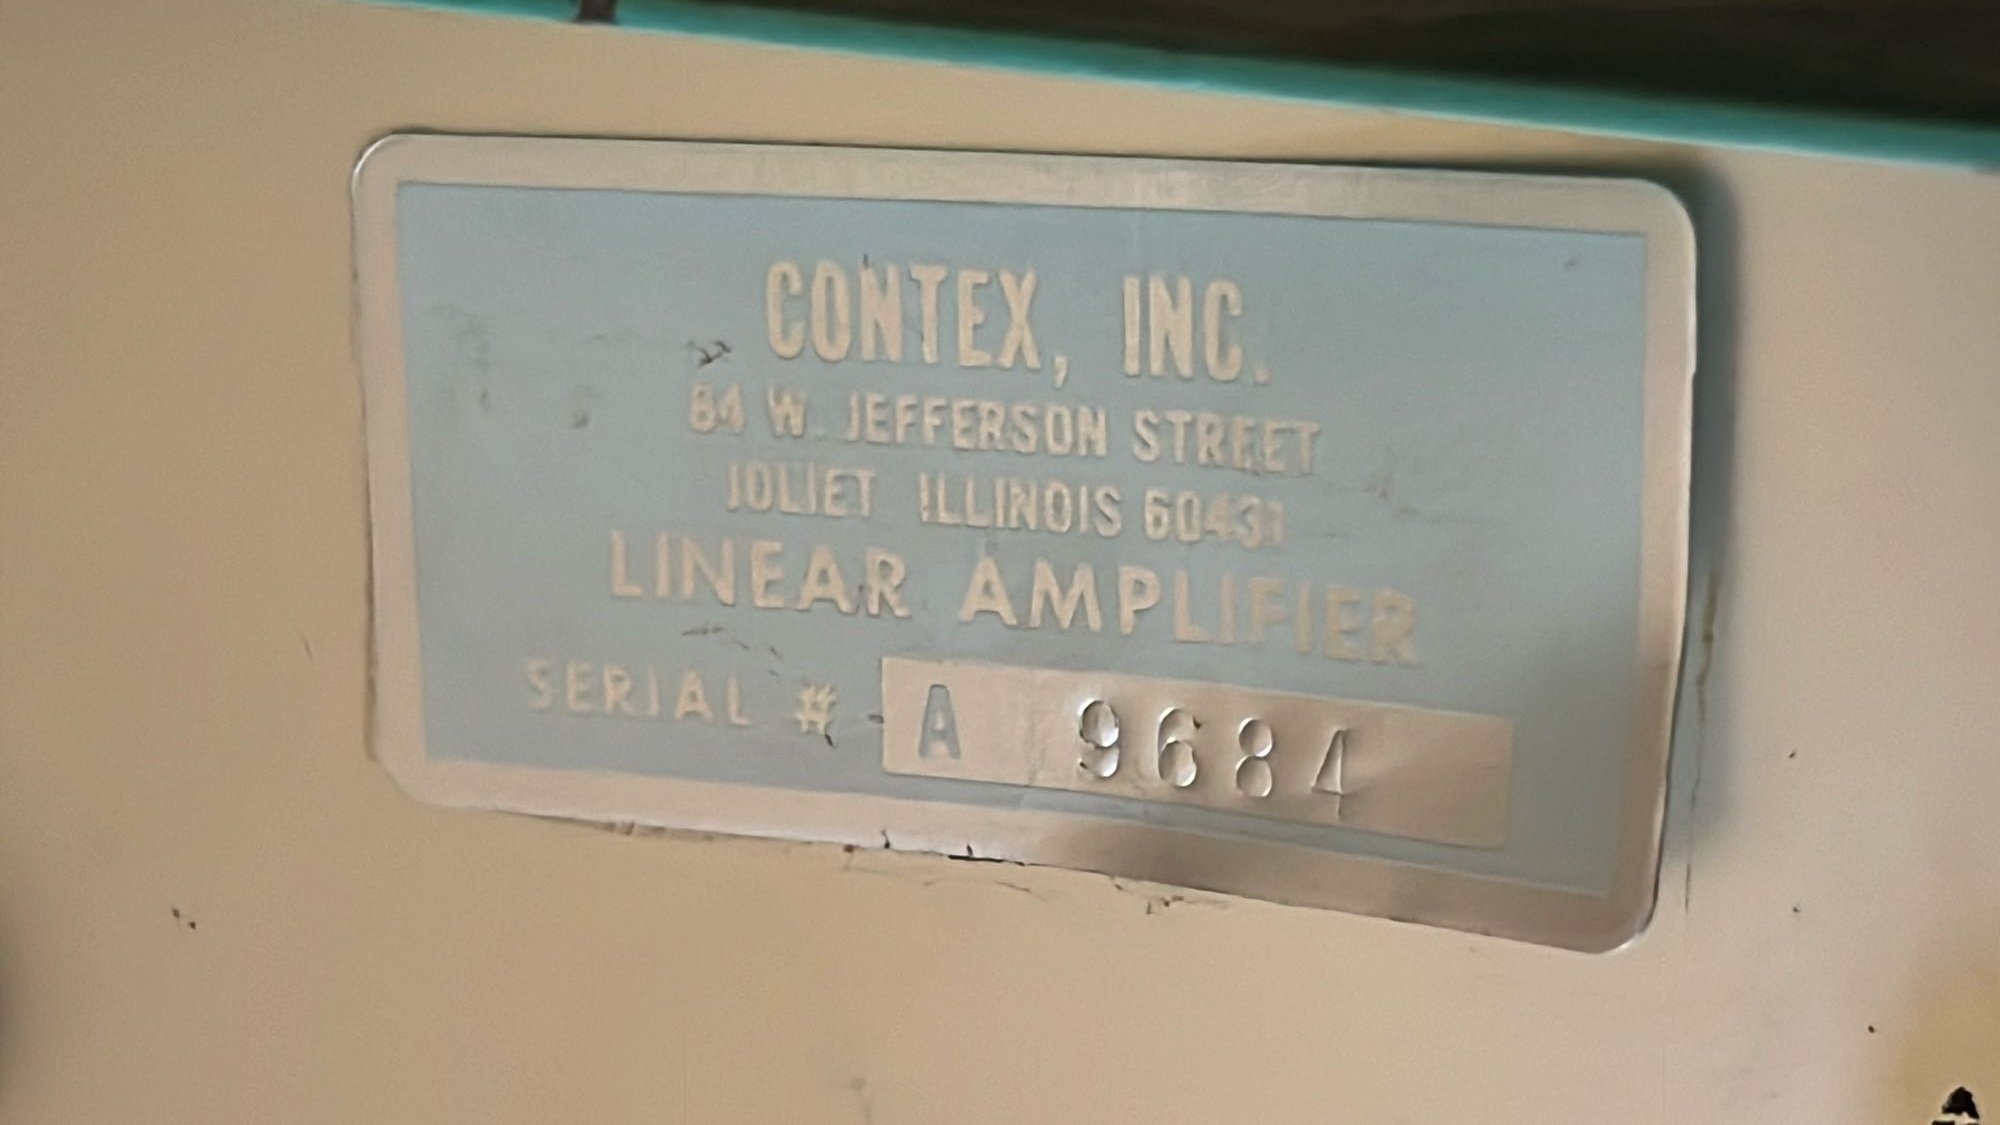 CONTEX, INC.
84 W. JEFFERSON STREET
JOLIET ILLINOIS 60431
LINEAR AMPLIFIER
SERIAL # A 9684